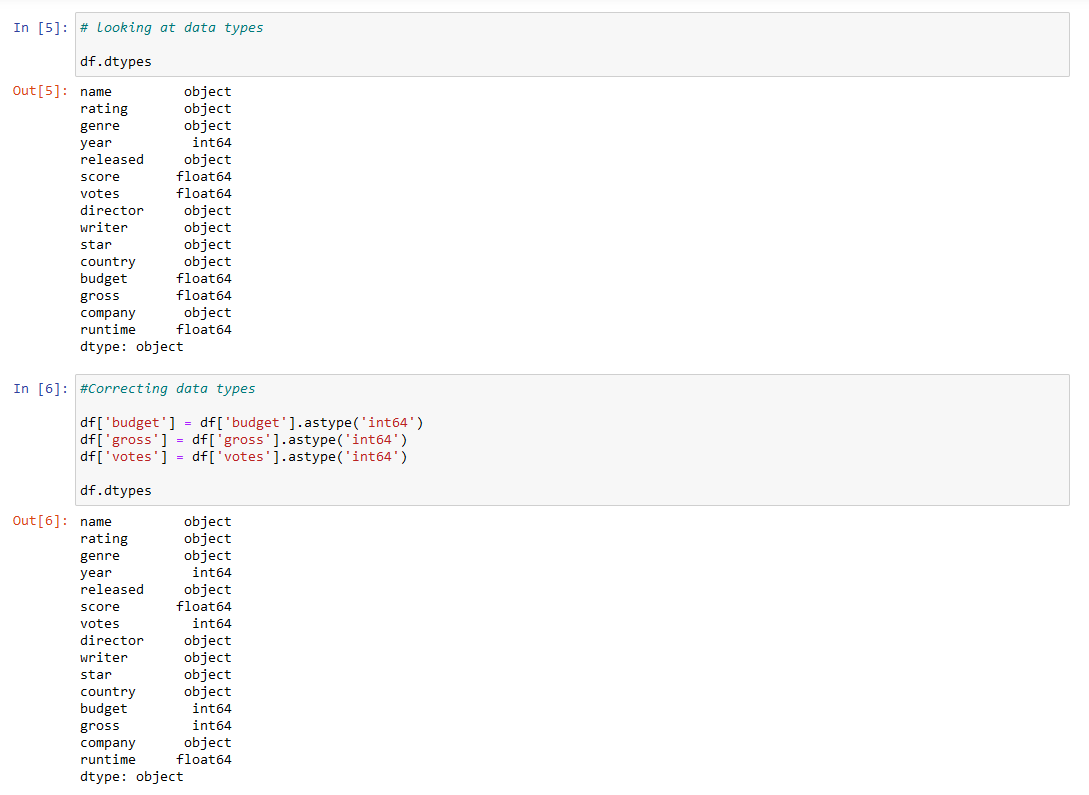 In [5]: # looking at data types
df.dtypes
Out[5]: name object
rating object
genre object
year int64
released object
score float64
votes float64
director object
writer object
star object
country object
budget float64
gross float64
company object
runtime float64
dtype: object
In [6]: #Correcting data types
df['budget'] = df['budget'].astype('int64')
df['gross'] = df['gross'].astype('int64')
df['votes'] = df['votes'].astype('int64')
df.dtypes
Out[6]: name object
rating object
genre object
year int64
released object
score float64
votes int64
director object
writer object
star object
country object
budget int64
gross int64
company object
runtime float64
dtype: object